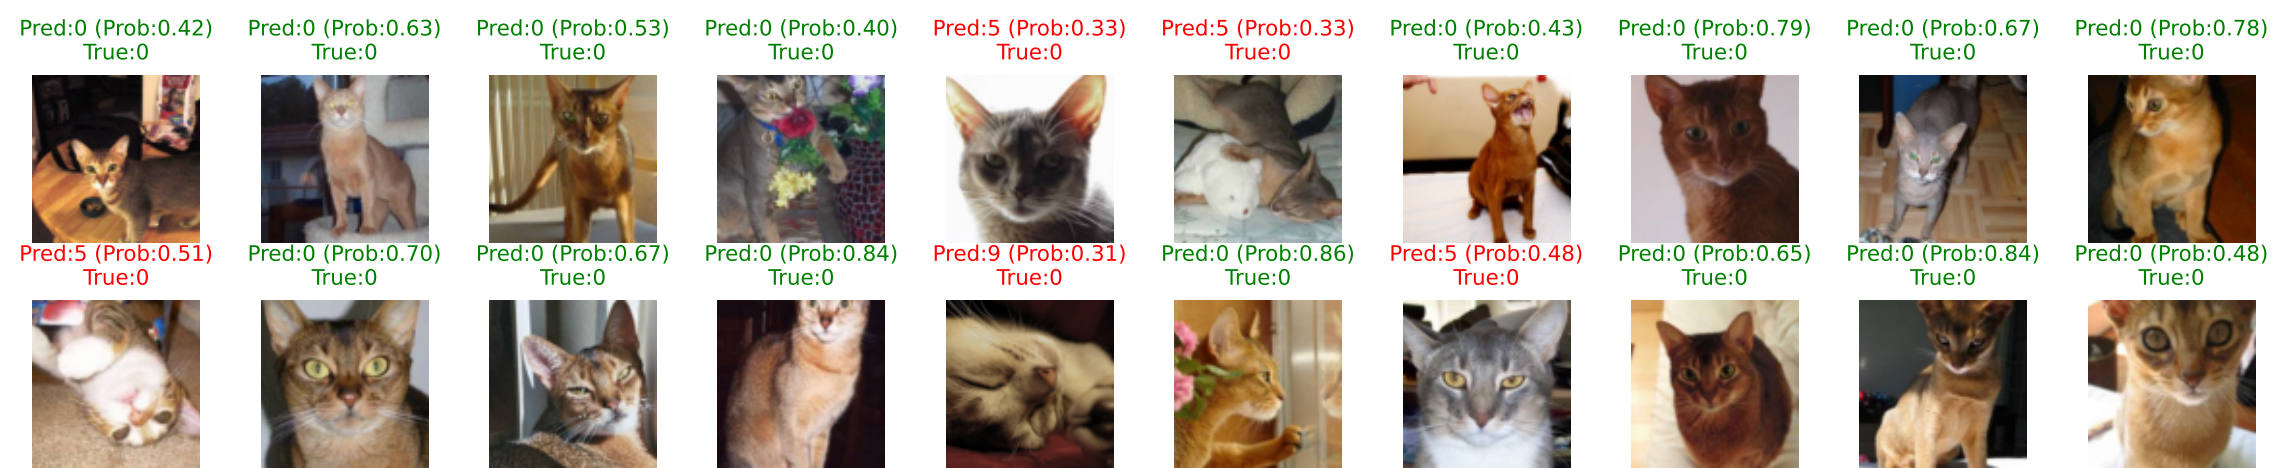 Pred:0 (Prob:0.42) Pred:0 (Prob:0.63) Pred:0 (Prob:0.53) Pred:0 (Prob:0.40) Pred:5 (Prob:0.33) Pred:5 (Prob:0.33) Pred:0 (Prob:0.43) Pred:0 (Prob:0.79) Pred:0 (Prob:0.67) Pred:0 (Prob:0.78)
True:0 True:0 True:0 True:0 True:0 True:0 True:0 True:0 True:0 True:0
Pred:5 (Prob:0.51) Pred:0 (Prob:0.70) Pred:0 (Prob:0.67) Pred:0 (Prob:0.84) Pred:9 (Prob:0.31) Pred:0 (Prob:0.86) Pred:5 (Prob:0.48) Pred:0 (Prob:0.65) Pred:0 (Prob:0.84) Pred:0 (Prob:0.48)
True:0 True:0 True:0 True:0 True:0 True:0 True:0 True:0 True:0 True:0